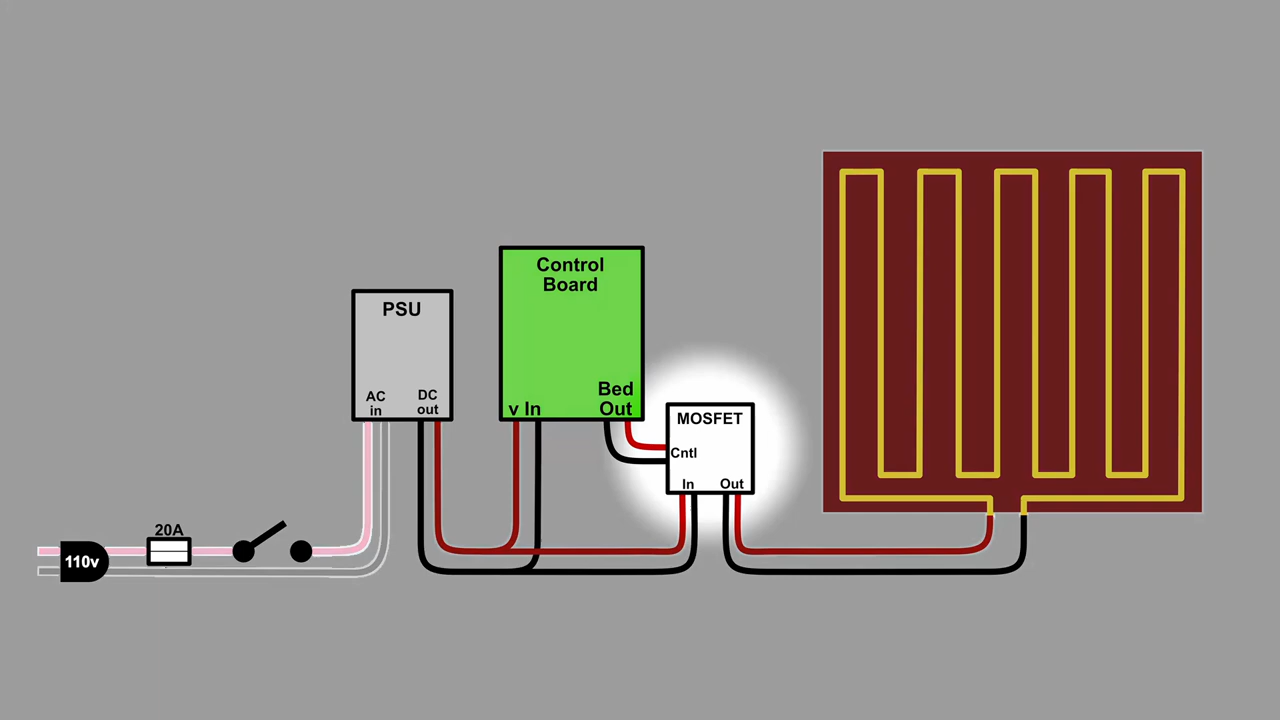 Control
Board
PSU
AC
in
DC
out
v In
Bed
Out
MOSFET
Cntl
In
Out
20A
110v